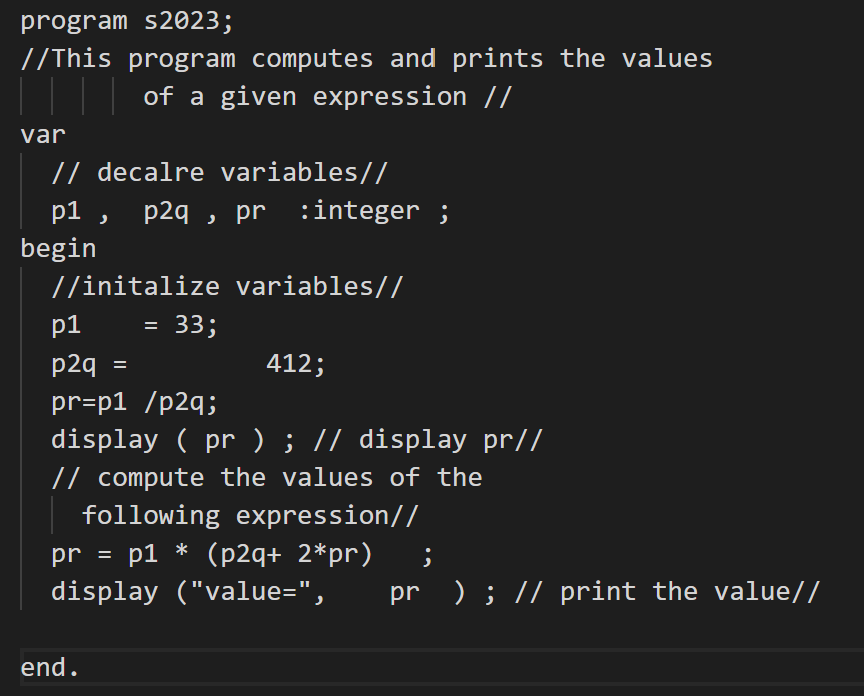 program s2023;
//This program computes and prints the values
of a given expression //
var
// decalre variables//
p1 ,  p2q , pr  :integer ;
begin
//initalize variables//
p1    = 33;
p2q =         412;
pr=p1 /p2q;
display ( pr ) ; // display pr//
// compute the values of the
following expression//
pr = p1 * (p2q+ 2*pr)   ;
display ("value=",    pr  ) ; // print the value//
end.